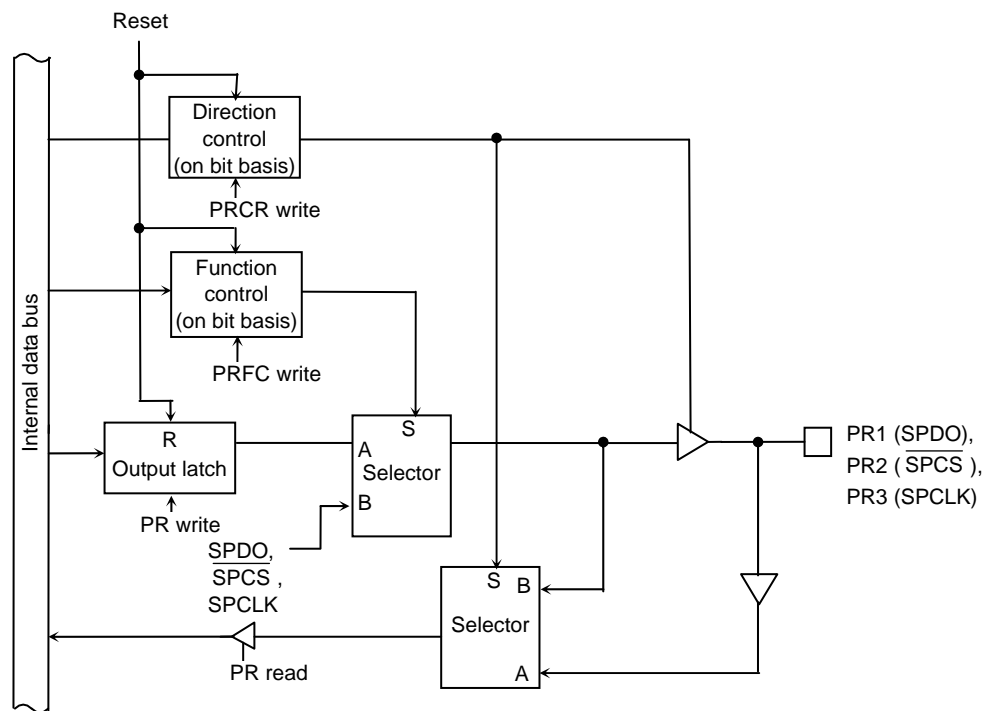 Reset
Direction
control
(on bit basis)
PRCR write
Function
control
(on bit basis)
PRFC write
Internal data bus
R
Output latch
PR write
S
A
Selector
B
SPDO,
SPCS ,
SPCLK
PR1 (SPDO),
PR2 ( SPCS ),
PR3 (SPCLK)
S
B
Selector
A
PR read